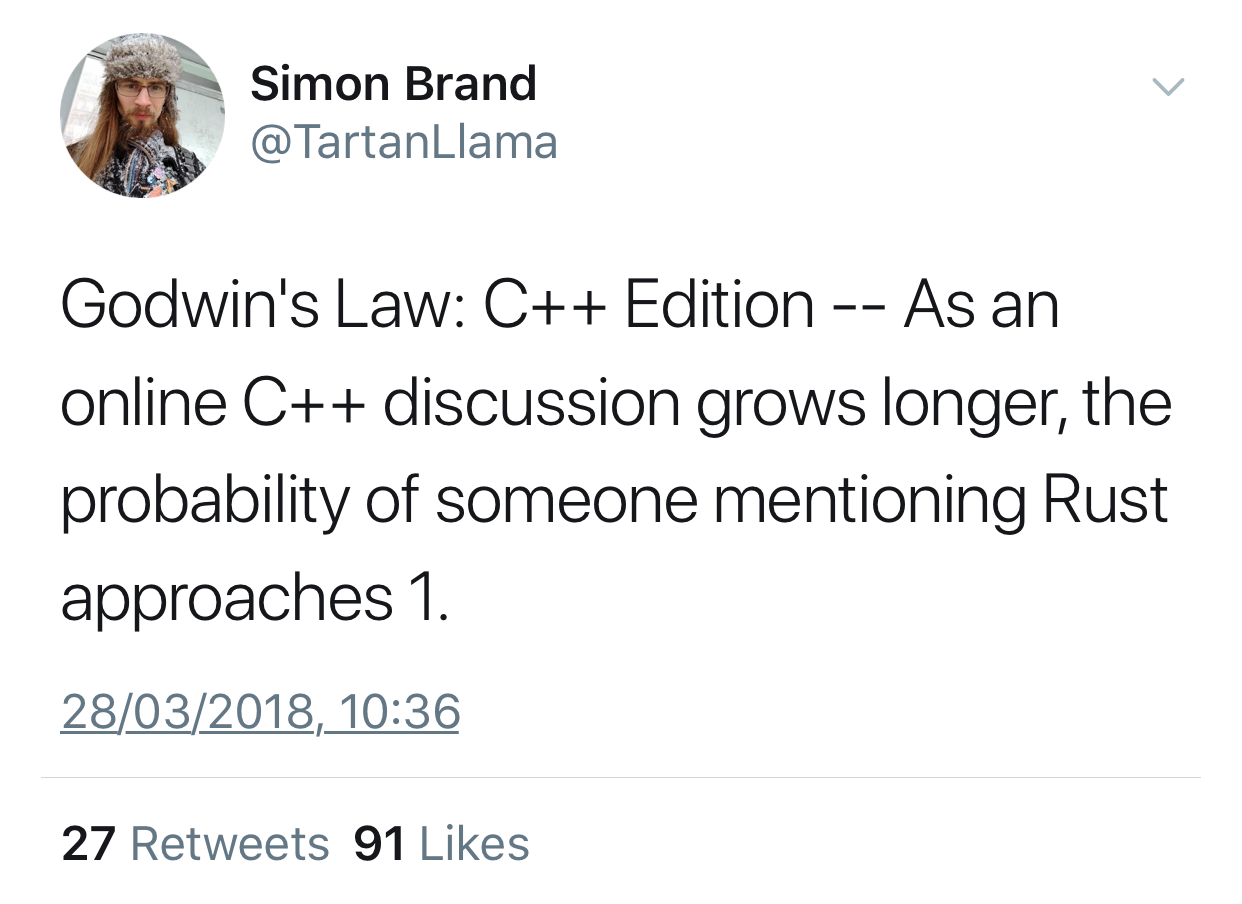 Simon Brand
@TartanLlama
Godwin's Law: C++ Edition -- As an
online C++ discussion grows longer, the
probability of someone mentioning Rust
approaches 1.
28/03/2018, 10:36
27 Retweets 91 Likes